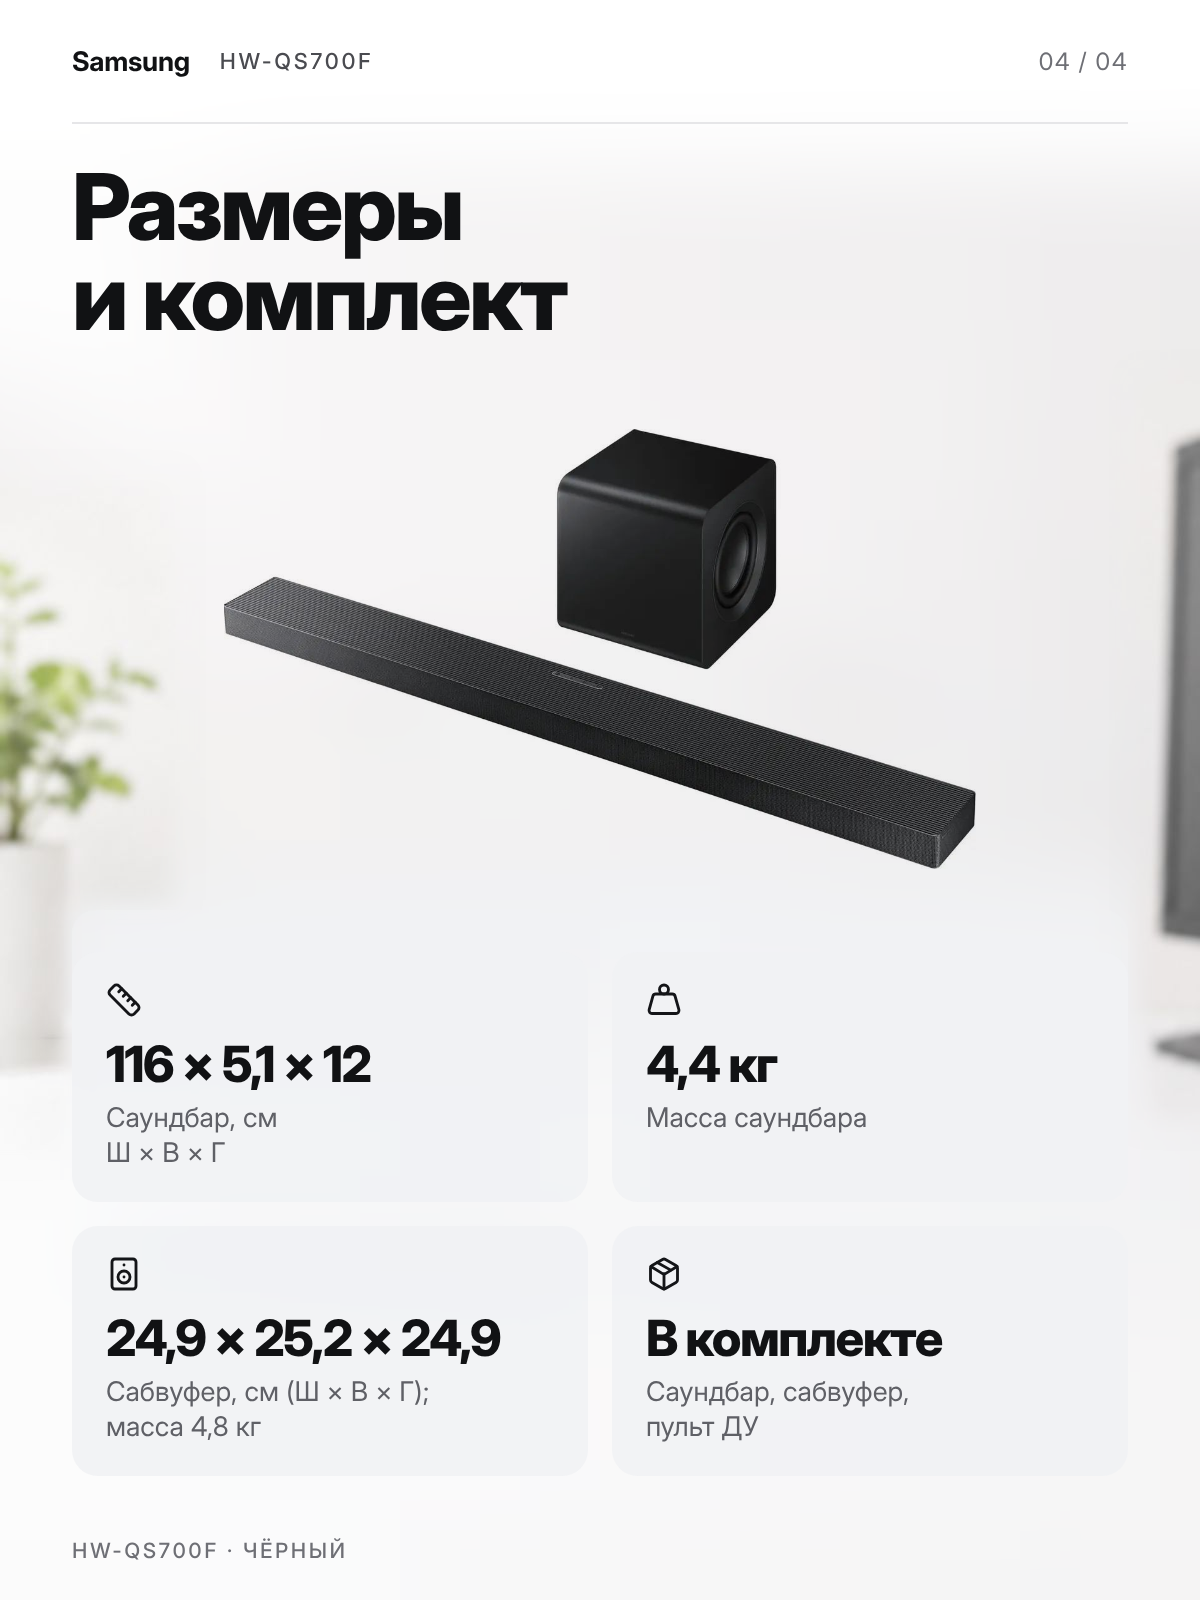 Samsung HW-QS700F 04 / 04
Размеры
и комплект
116 × 5,1 × 12
Саундбар, см
Ш × В × Г
4,4 кг
Масса саундбара
24,9 × 25,2 × 24,9
Сабвуфер, см (Ш × В × Г);
масса 4,8 кг
В комплекте
Саундбар, сабвуфер,
пульт ДУ
HW-QS700F · ЧЁРНЫЙ